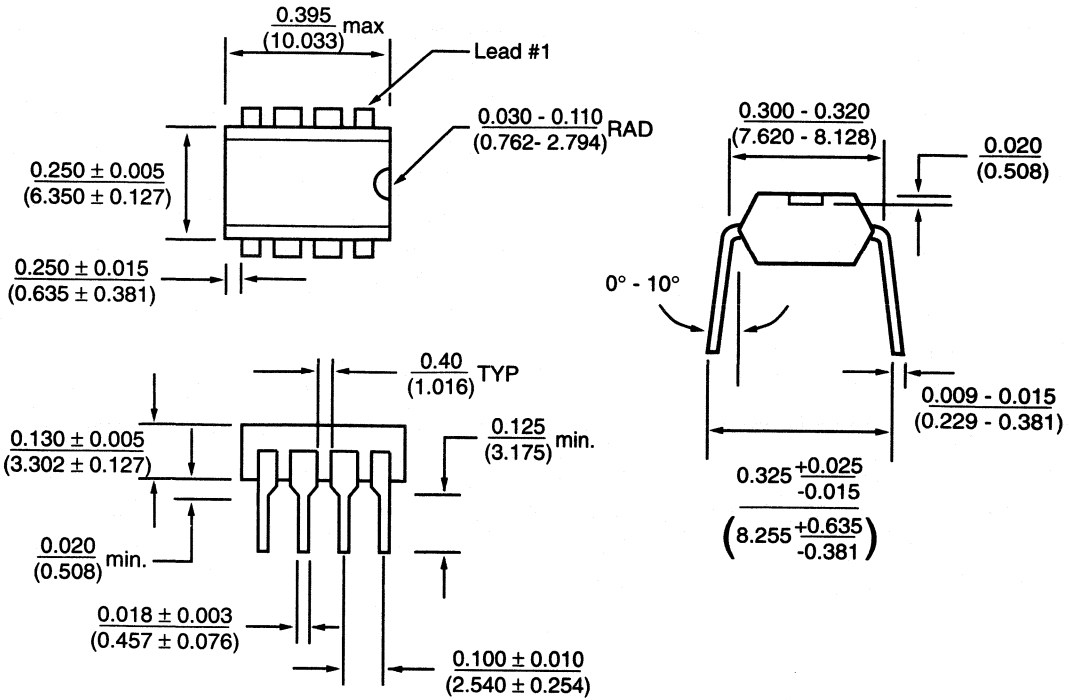 0.395
(10.033)
max
Lead #1
0.030 - 0.110
(0.762- 2.794)
RAD
0.250 ± 0.005
(6.350 ± 0.127)
0.250 ± 0.015
(0.635 ± 0.381)
0.300 - 0.320
(7.620 - 8.128)
0.020
(0.508)
0° - 10°
0.009 - 0.015
(0.229 - 0.381)
0.325 +0.025
-0.015
(8.255 +0.635
-0.381)
0.40
(1.016)
TYP
0.130 ± 0.005
(3.302 ± 0.127)
0.125
(3.175)
min.
0.020
(0.508)
min.
0.018 ± 0.003
(0.457 ± 0.076)
0.100 ± 0.010
(2.540 ± 0.254)